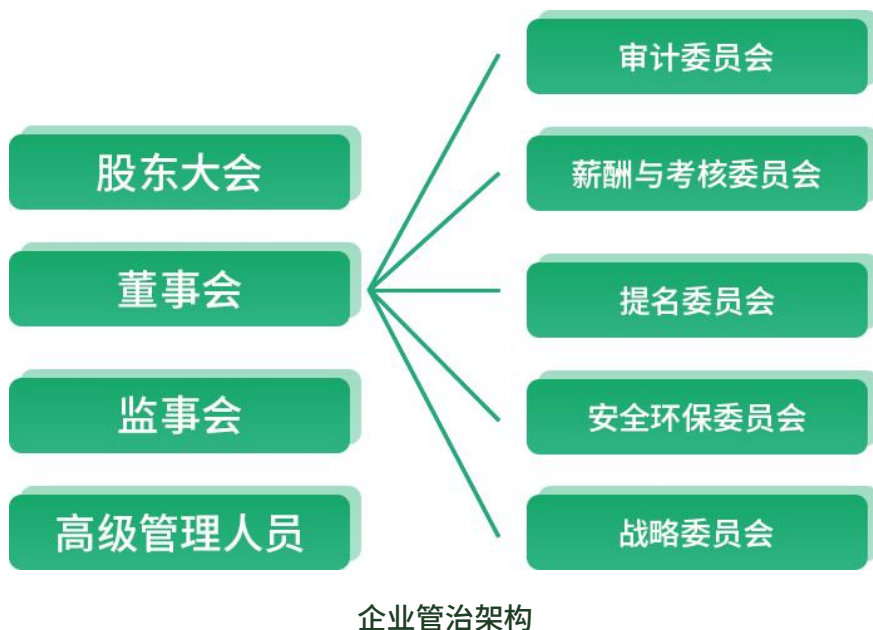 股东大会
董事会
监事会
高级管理人员
审计委员会
薪酬与考核委员会
提名委员会
安全环保委员会
战略委员会
企业管治架构